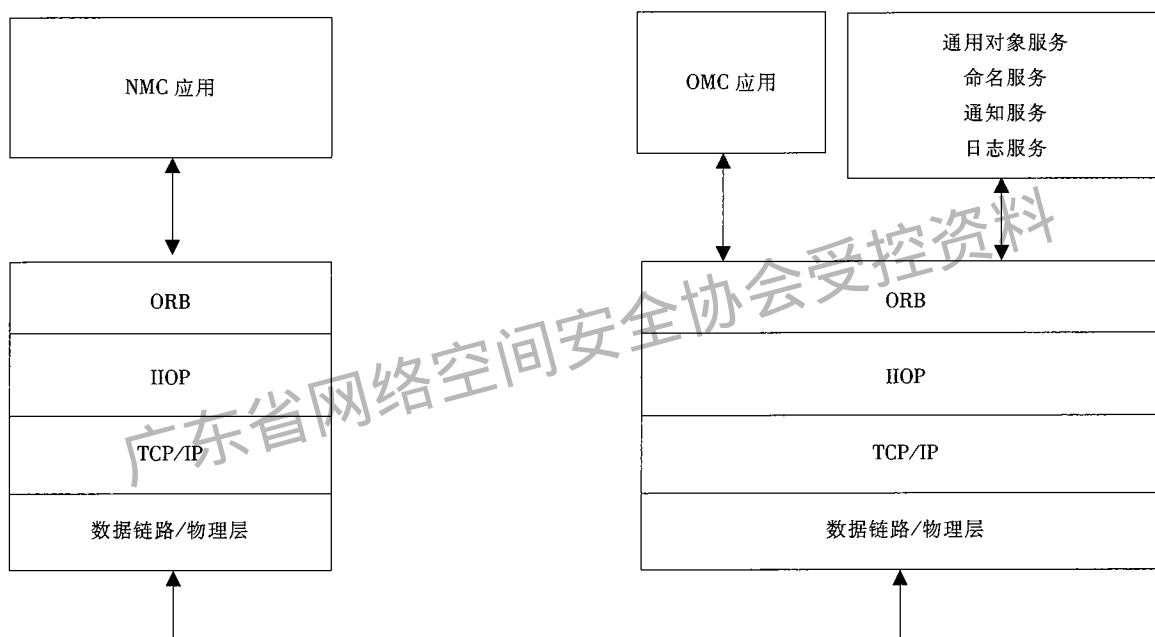 NMC 应用
OMC 应用
通用对象服务
命名服务
通知服务
日志服务
ORB
IIOP
TCP/IP
数据链路/物理层
ORB
IIOP
TCP/IP
数据链路/物理层
广东省网络空间安全协会受控资料